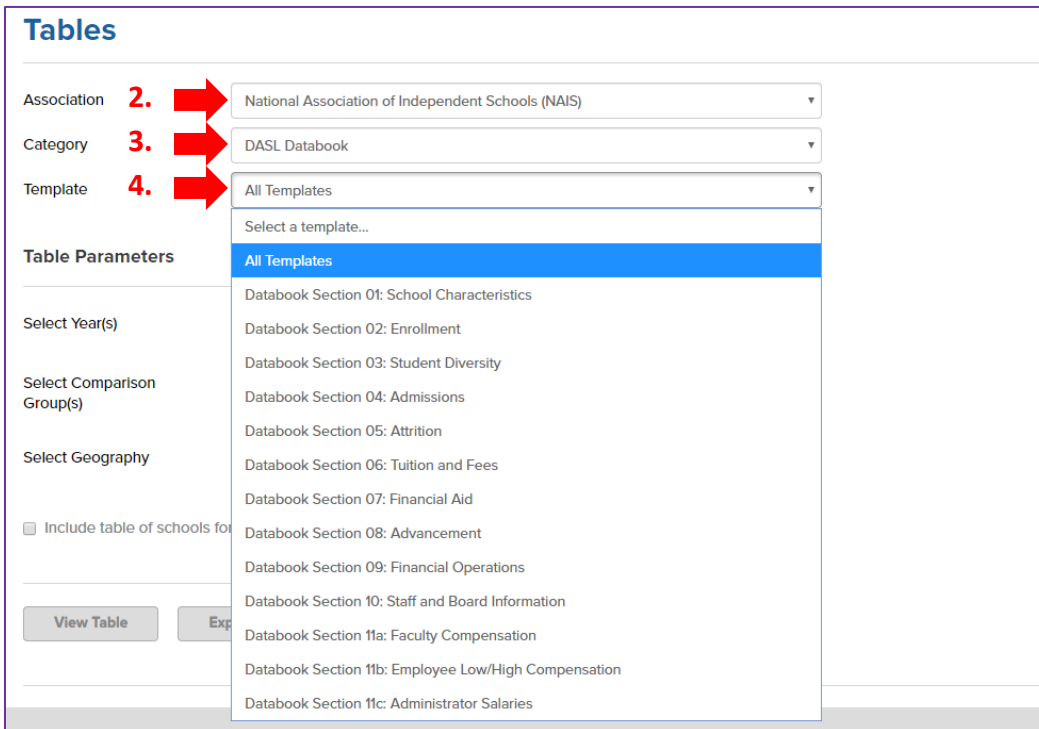 Tables
Association 2. National Association of Independent Schools (NAIS)
Category 3. DASL Databook
Template 4. All Templates
Select a template...
Table Parameters All Templates
Databook Section 01: School Characteristics
Select Year(s) Databook Section 02: Enrollment
Databook Section 03: Student Diversity
Select Comparison
Group(s) Databook Section 04: Admissions
Databook Section 05: Attrition
Select Geography Databook Section 06: Tuition and Fees
Databook Section 07: Financial Aid
Include table of schools for Databook Section 08: Advancement
Databook Section 09: Financial Operations
Databook Section 10: Staff and Board Information
View Table Exp
Databook Section 11a: Faculty Compensation
Databook Section 11b: Employee Low/High Compensation
Databook Section 11c: Administrator Salaries